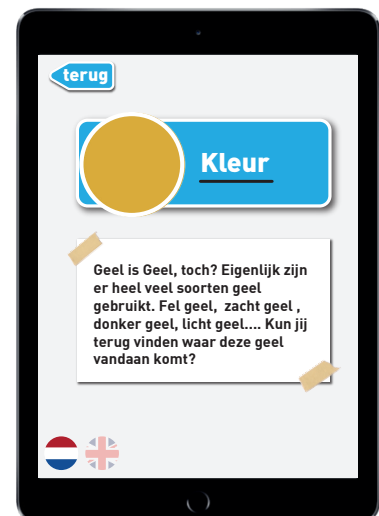 terug
Kleur
Geel is Geel, toch? Eigenlijk zijn
er heel veel soorten geel
gebruikt. Fel geel,  zacht geel ,
donker geel, licht geel.... Kun jij
terug vinden waar deze geel
vandaan komt?